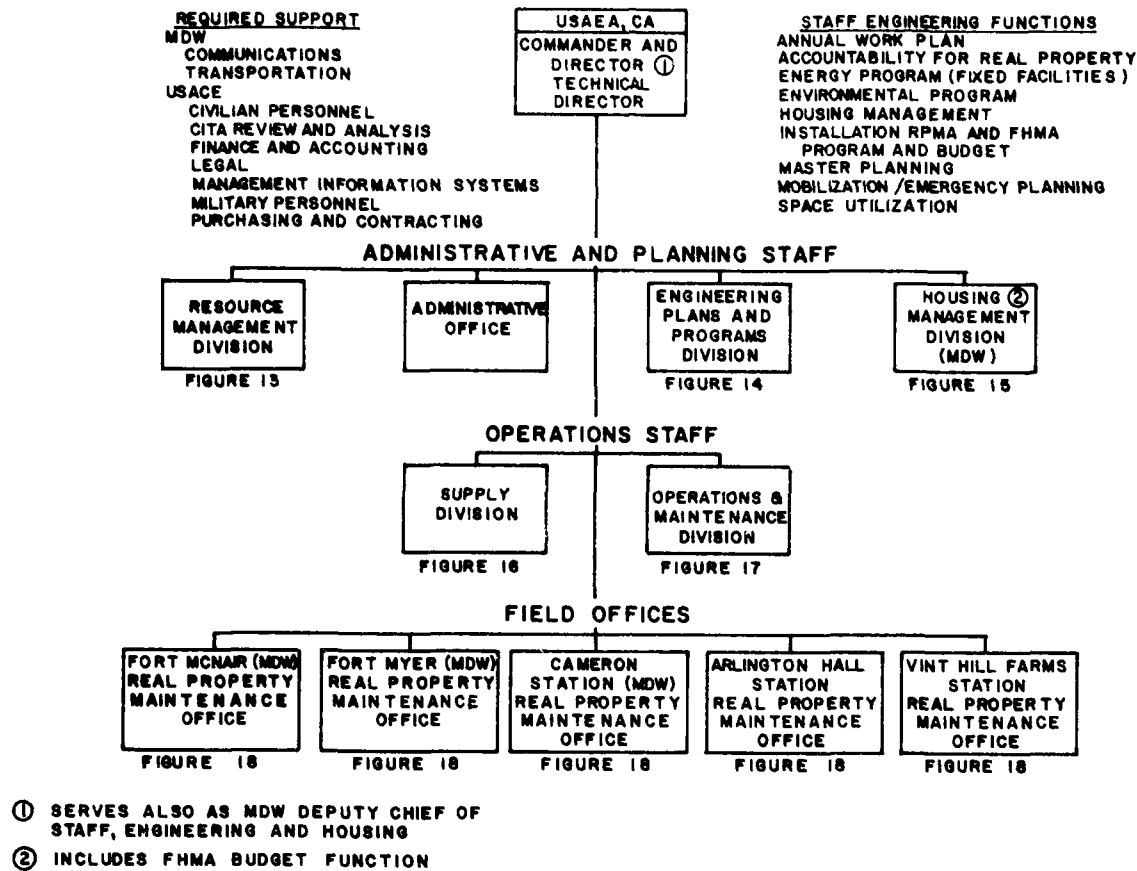 REQUIRED SUPPORT
MDW
COMMUNICATIONS
TRANSPORTATION
USACE
CIVILIAN PERSONNEL
CITA REVIEW AND ANALYSIS
FINANCE AND ACCOUNTING
LEGAL
MANAGEMENT INFORMATION SYSTEMS
MILITARY PERSONNEL
PURCHASING AND CONTRACTING
USAEA, CA
COMMANDER AND
DIRECTOR ①
TECHNICAL
DIRECTOR
STAFF ENGINEERING FUNCTIONS
ANNUAL WORK PLAN
ACCOUNTABILITY FOR REAL PROPERTY
ENERGY PROGRAM (FIXED FACILITIES)
ENVIRONMENTAL PROGRAM
HOUSING MANAGEMENT
INSTALLATION RPMA AND FHMA
PROGRAM AND BUDGET
MASTER PLANNING
MOBILIZATION/EMERGENCY PLANNING
SPACE UTILIZATION
ADMINISTRATIVE AND PLANNING STAFF
RESOURCE
MANAGEMENT
DIVISION
FIGURE 13
ADMINISTRATIVE
OFFICE
ENGINEERING
PLANS AND
PROGRAMS
DIVISION
FIGURE 14
HOUSING ②
MANAGEMENT
DIVISION
(MDW)
FIGURE 15
OPERATIONS STAFF
SUPPLY
DIVISION
FIGURE 16
OPERATIONS &
MAINTENANCE
DIVISION
FIGURE 17
FIELD OFFICES
FORT MCNAIR (MDW)
REAL PROPERTY
MAINTENANCE
OFFICE
FIGURE 18
FORT MYER (MDW)
REAL PROPERTY
MAINTENANCE
OFFICE
FIGURE 18
CAMERON
STATION (MDW)
REAL PROPERTY
MAINTENANCE
OFFICE
FIGURE 18
ARLINGTON HALL
STATION
REAL PROPERTY
MAINTENANCE
OFFICE
FIGURE 18
VINT HILL FARMS
STATION
REAL PROPERTY
MAINTENANCE
OFFICE
FIGURE 18
① SERVES ALSO AS MDW DEPUTY CHIEF OF
STAFF, ENGINEERING AND HOUSING
② INCLUDES FHMA BUDGET FUNCTION